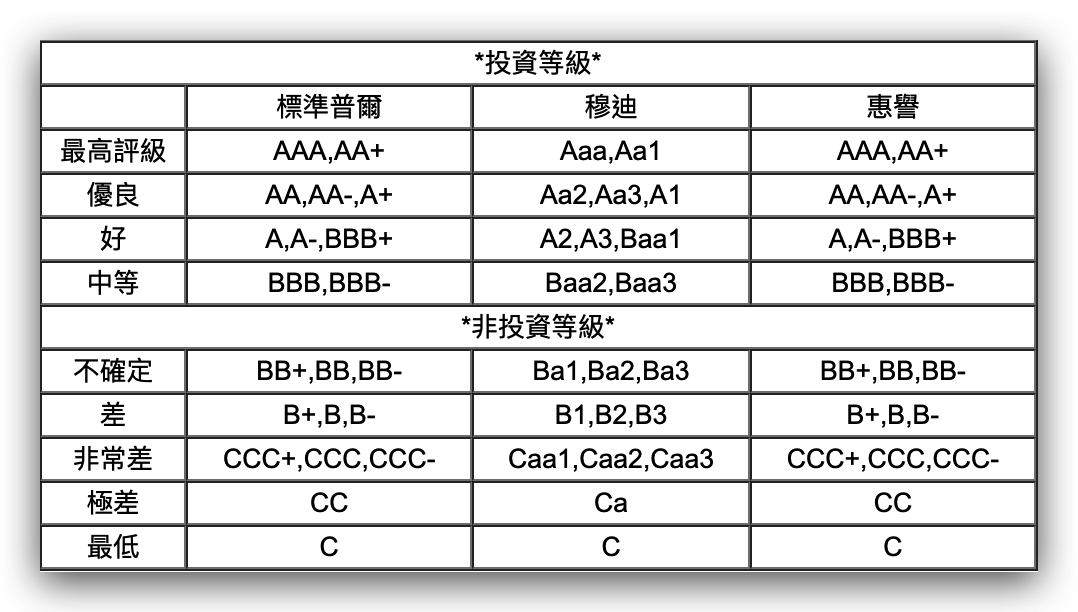 *投資等級*
標準普爾 穆迪 惠譽
最高評級 AAA,AA+ Aaa,Aa1 AAA,AA+
優良 AA,AA-,A+ Aa2,Aa3,A1 AA,AA-,A+
好 A,A-,BBB+ A2,A3,Baa1 A,A-,BBB+
中等 BBB,BBB- Baa2,Baa3 BBB,BBB-
*非投資等級*
不確定 BB+,BB,BB- Ba1,Ba2,Ba3 BB+,BB,BB-
差 B+,B,B- B1,B2,B3 B+,B,B-
非常差 CCC+,CCC,CCC- Caa1,Caa2,Caa3 CCC+,CCC,CCC-
極差 CC Ca CC
最低 C C C